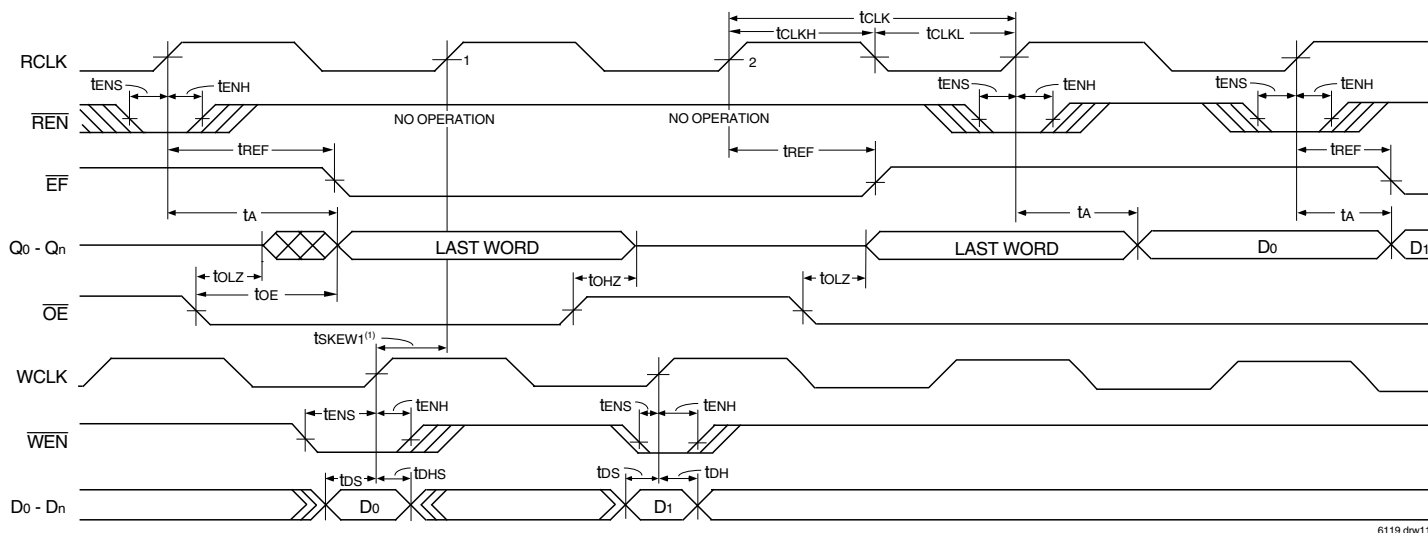 tCLK
tCLKH tCLKL
RCLK 1 2
tENS tENH tENS tENH tENS tENH
REN NO OPERATION NO OPERATION
tREF tREF tREF
EF
tA tA tA
Q0 - Qn LAST WORD LAST WORD D0 D1
tOLZ tOHZ tOLZ
tOE
OE
tSKEW1(1)
WCLK
tENS tENH tENS tENH
WEN
tDS tDHS tDS tDH
D0 - Dn D0 D1
6119 drw11